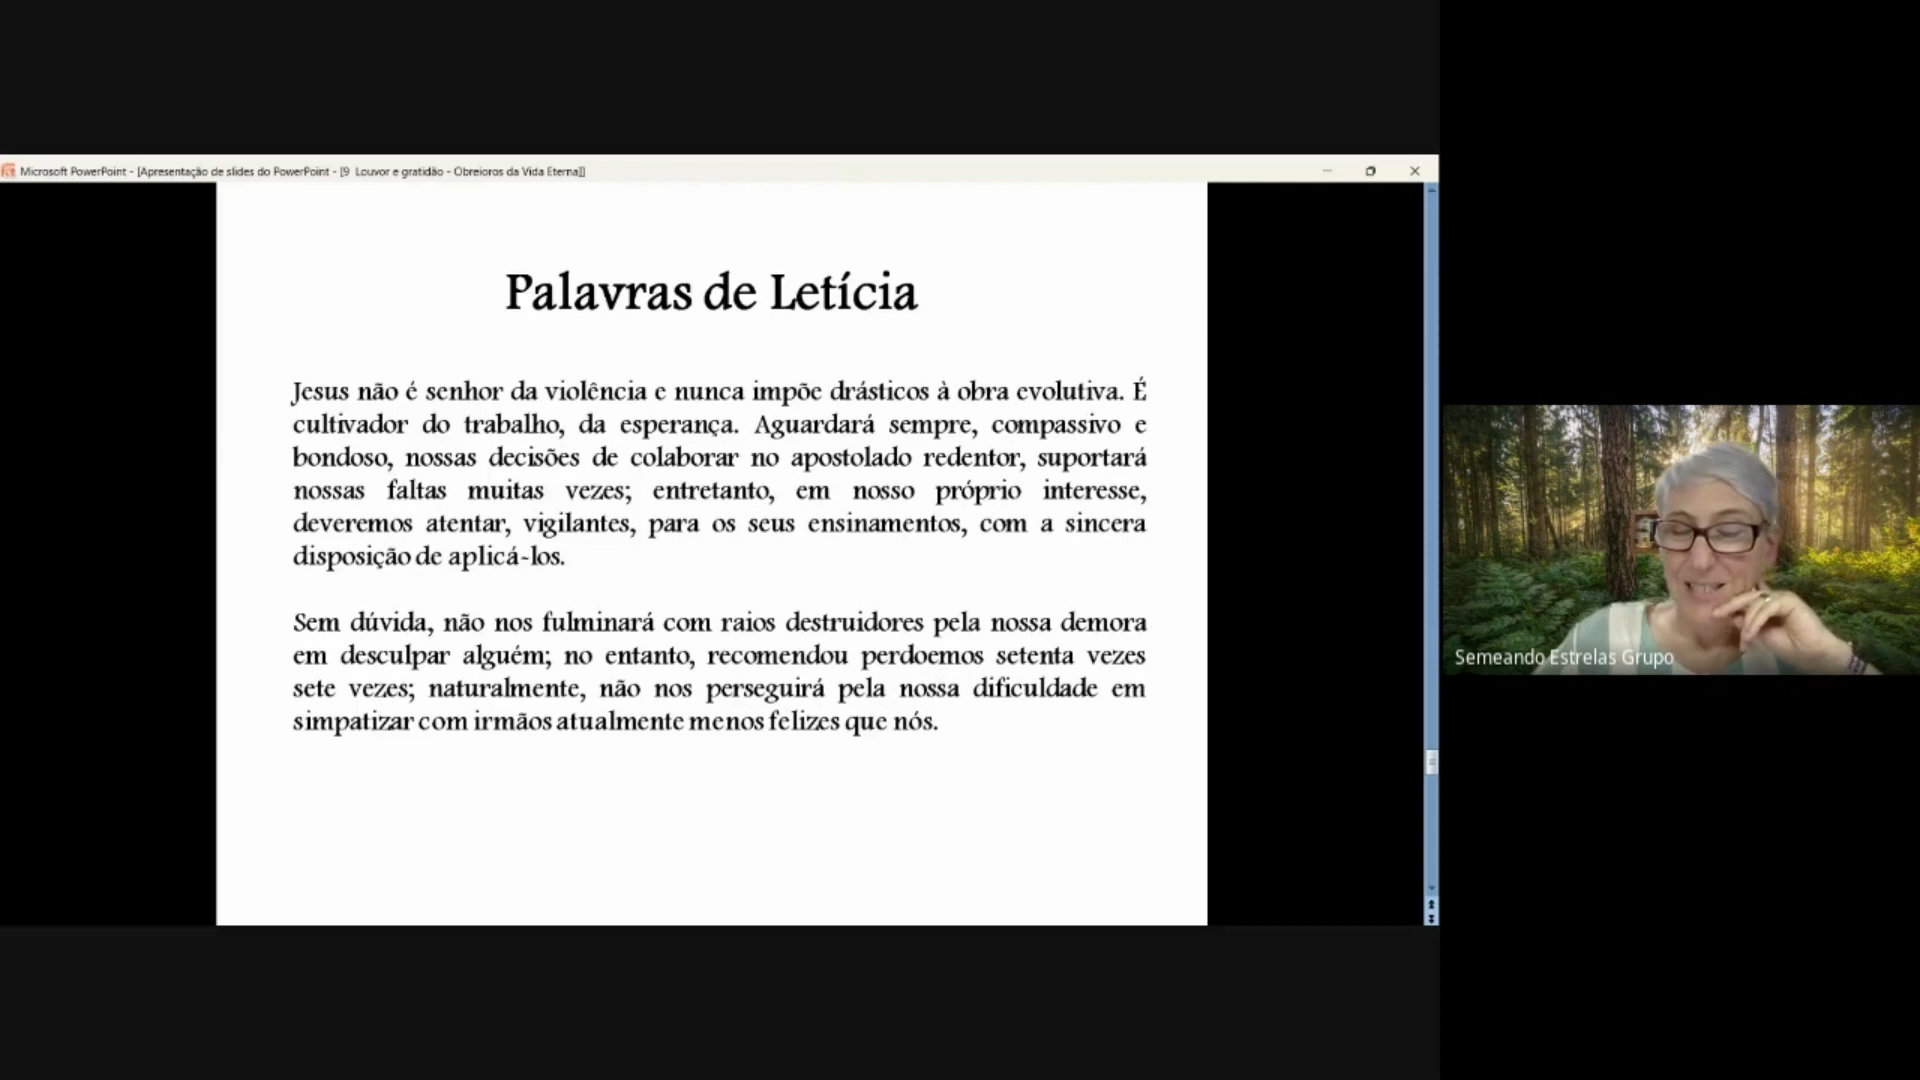 Microsoft PowerPoint - [Apresentação de slides do PowerPoint - [9 Louvor e gratidão - Obreioros da Vida Eterna]]
Palavras de Letícia
Jesus não é senhor da violência e nunca impõe drásticos à obra evolutiva. É
cultivador do trabalho, da esperança. Aguardará sempre, compassivo e
bondoso, nossas decisões de colaborar no apostolado redentor, suportará
nossas faltas muitas vezes; entretanto, em nosso próprio interesse,
deveremos atentar, vigilantes, para os seus ensinamentos, com a sincera
disposição de aplicá-los.
Sem dúvida, não nos fulminará com raios destruidores pela nossa demora
em desculpar alguém; no entanto, recomendou perdoemos setenta vezes
sete vezes; naturalmente, não nos perseguirá pela nossa dificuldade em
simpatizar com irmãos atualmente menos felizes que nós.
Semeando Estrelas Grupo